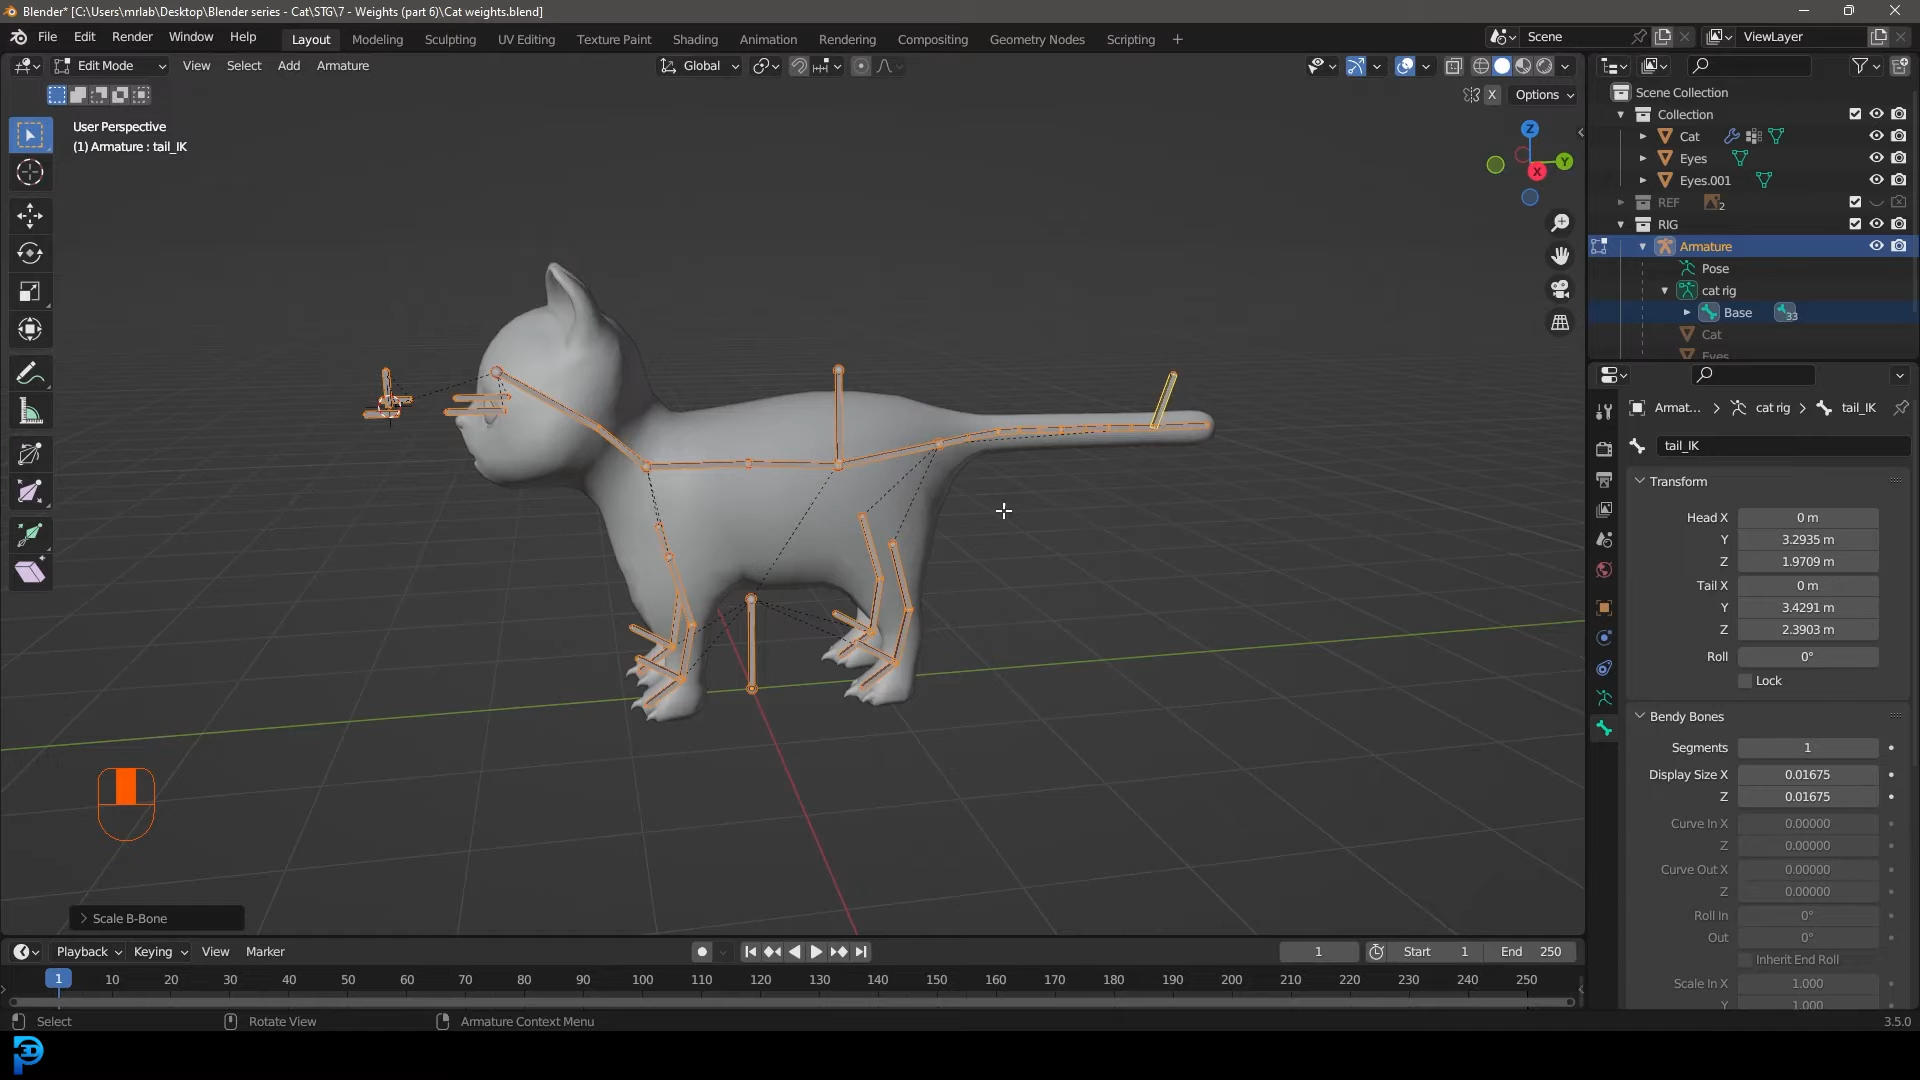 Blender* [C:\Users\mrlab\Desktop\Blender series - Cat\STG\7 - Weights (part 6)\Cat weights.blend]
File Edit Render Window Help Layout Modeling Sculpting UV Editing Texture Paint Shading Animation Rendering Compositing Geometry Nodes Scripting + Scene ViewLayer
Edit Mode View Select Add Armature Global
X Options
User Perspective
(1) Armature : tail_IK
Z
Y
X
Scene Collection
Collection
Cat
Eyes
Eyes.001
REF 2
RIG
Armature
Pose
cat rig
Base 33
Cat
Eyes
Armat... > cat rig > tail_IK
tail_IK
Transform
Head X 0 m
Y 3.2935 m
Z 1.9709 m
Tail X 0 m
Y 3.4291 m
Z 2.3903 m
Roll 0°
Lock
Bendy Bones
Segments 1
Display Size X 0.01675
Z 0.01675
Curve In X 0.00000
Z 0.00000
Curve Out X 0.00000
Z 0.00000
Roll In 0°
Out 0°
Inherit End Roll
Scale In X 1.000
Y 1.000
> Scale B-Bone
Playback Keying View Marker 1 Start 1 End 250
1 10 20 30 40 50 60 70 80 90 100 110 120 130 140 150 160 170 180 190 200 210 220 230 240 250
Select Rotate View Armature Context Menu 3.5.0